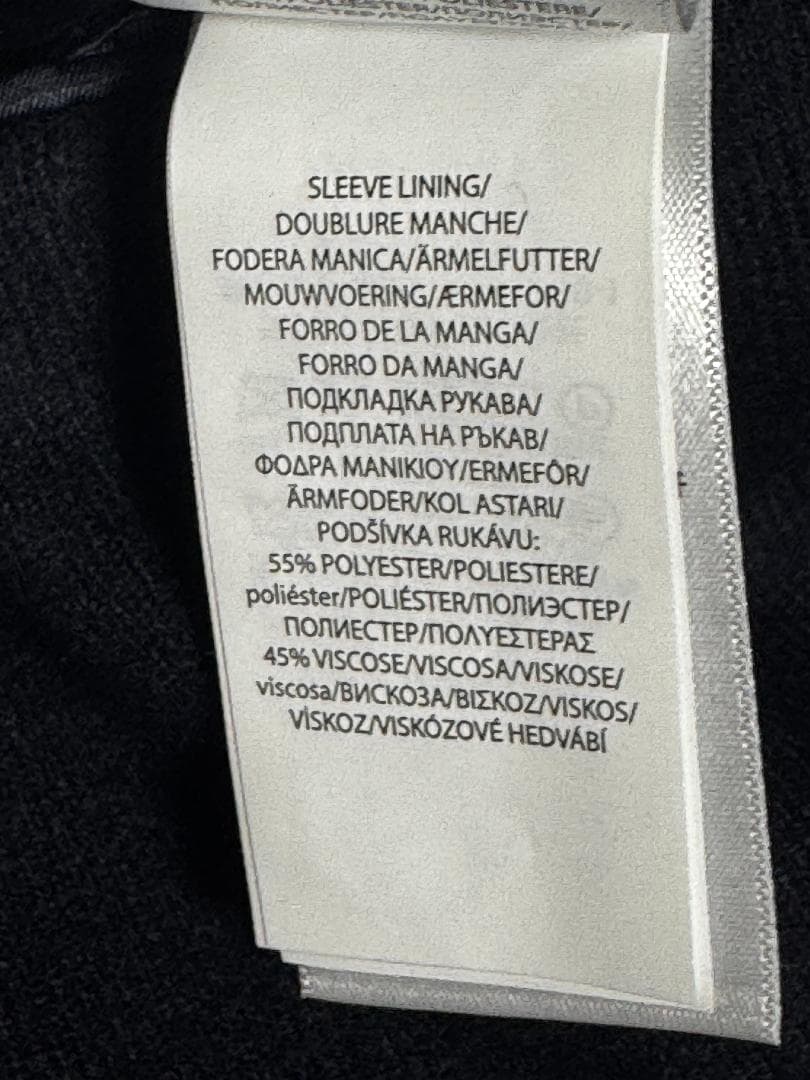 SLEEVE LINING/
DOUBLURE MANCHE/
FODERA MANICA/ÄRMELFUTTER/
MOUWVOERING/ÆRMEFOR/
FORRO DE LA MANGA/
FORRO DA MANGA/
ПОДКЛАДКА РУКАВА/
ПОДПЛАТА НА РЪКАВ/
ΦΟΔΡΑ ΜΑΝΙΚΙΟΥ/ERMEFÔR/
ÄRMFODER/KOL ASTARI/
PODŠÍVKA RUKÁVU:
55% POLYESTER/POLIESTERE/
poliéster/POLIÉSTER/ПОЛИЭСТЕР/
ПОЛИЕСТЕР/ΠΟΛΥΕΣΤΕΡΑΣ
45% VISCOSE/VISCOSA/VISKOSE/
viscosa/ВИСКОЗА/ΒΙΣΚΟΖ/VISKOS/
VİSKOZ/VISKÓZOVÉ HEDVÁBÍ